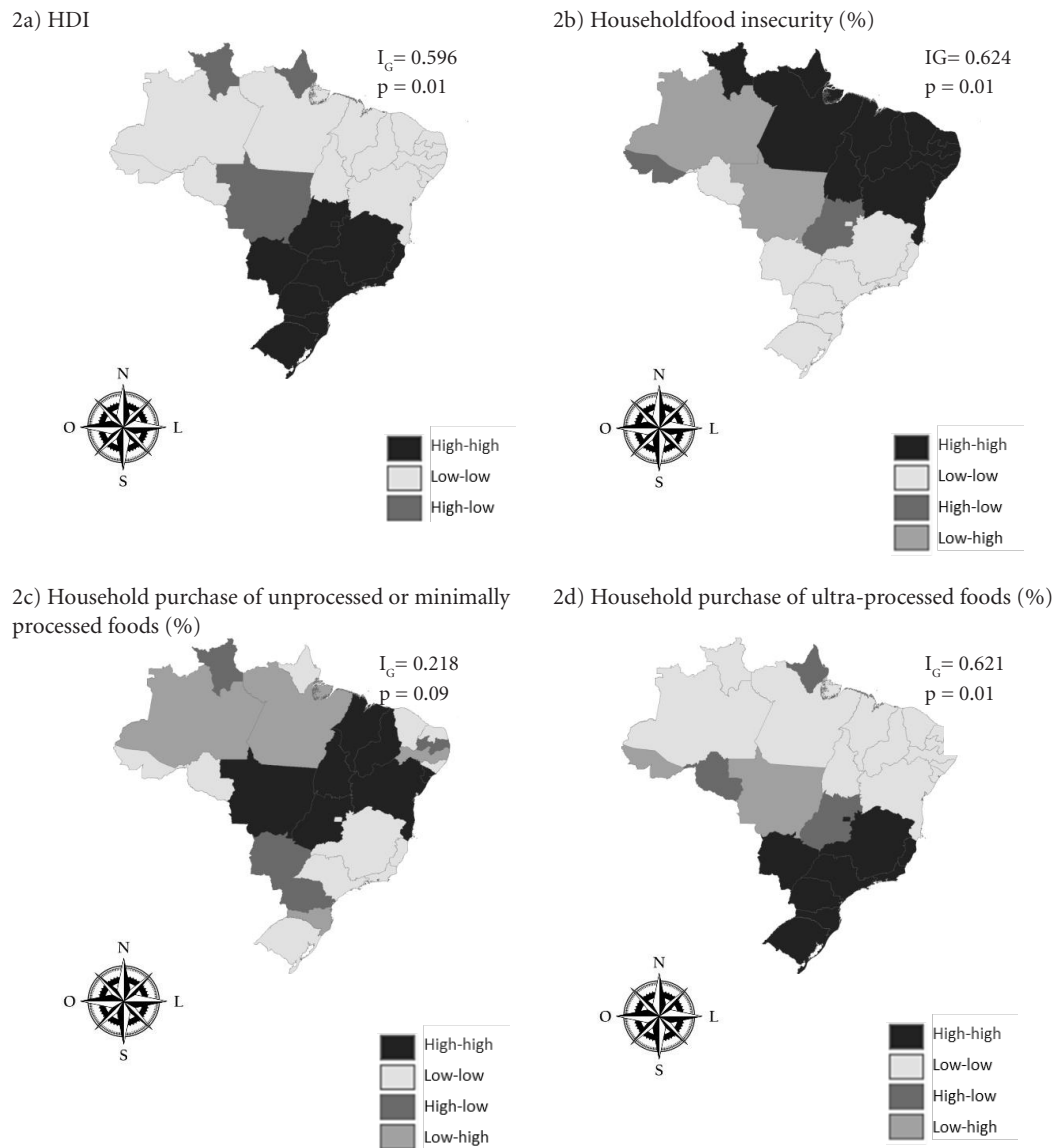 2a) HDI
I_G = 0.596
p = 0.01
N
O
L
S
High-high
Low-low
High-low
2b) Householdfood insecurity (%)
IG= 0.624
p = 0.01
N
O
L
S
High-high
Low-low
High-low
Low-high
2c) Household purchase of unprocessed or minimally
processed foods (%)
I_G= 0.218
p = 0.09
N
O
L
S
High-high
Low-low
High-low
Low-high
2d) Household purchase of ultra-processed foods (%)
I_G= 0.621
p = 0.01
N
O
L
S
High-high
Low-low
High-low
Low-high